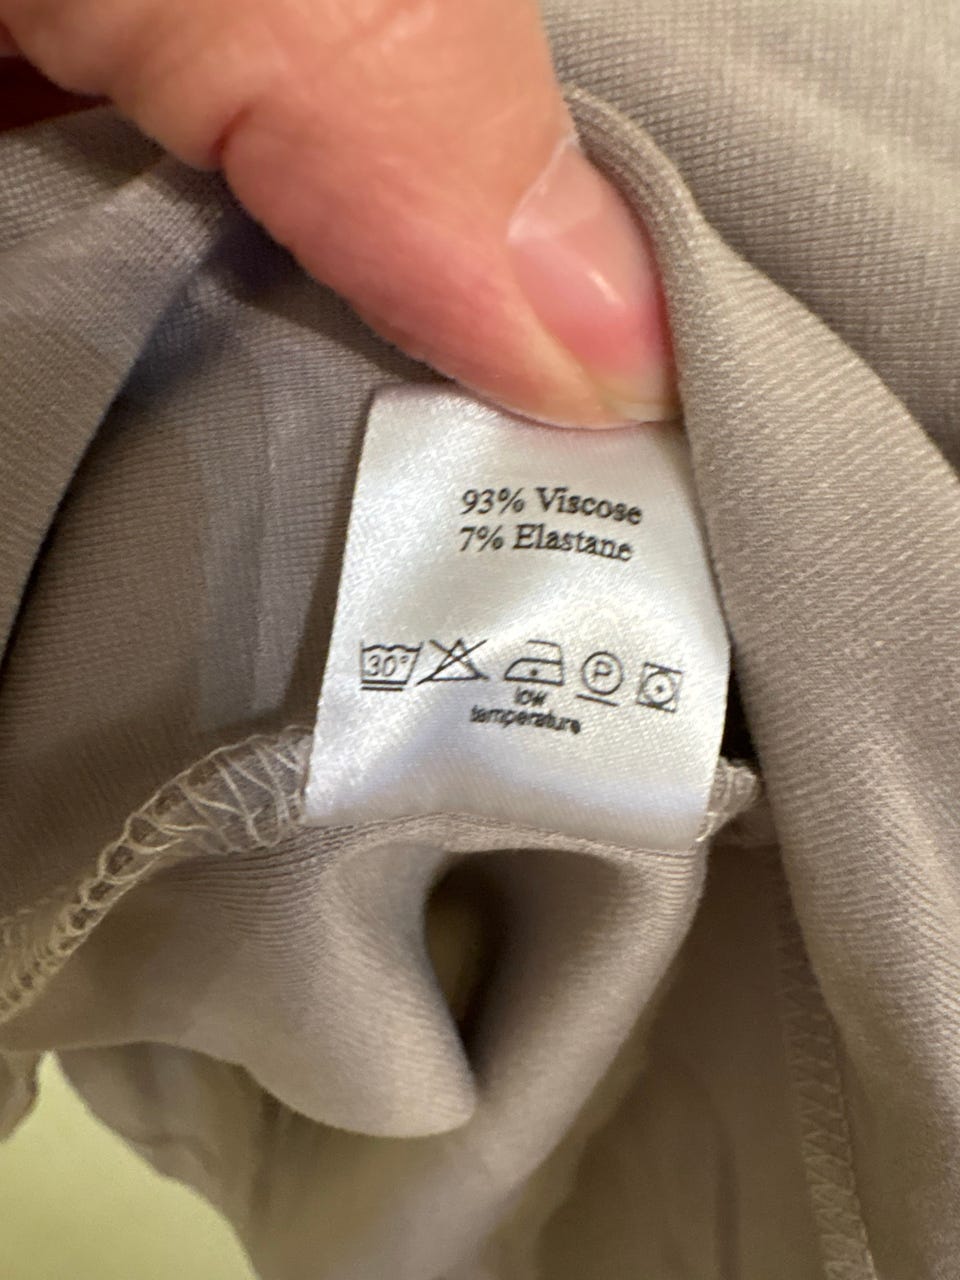 93% Viscose
7% Elastane
30° P
low
temperature